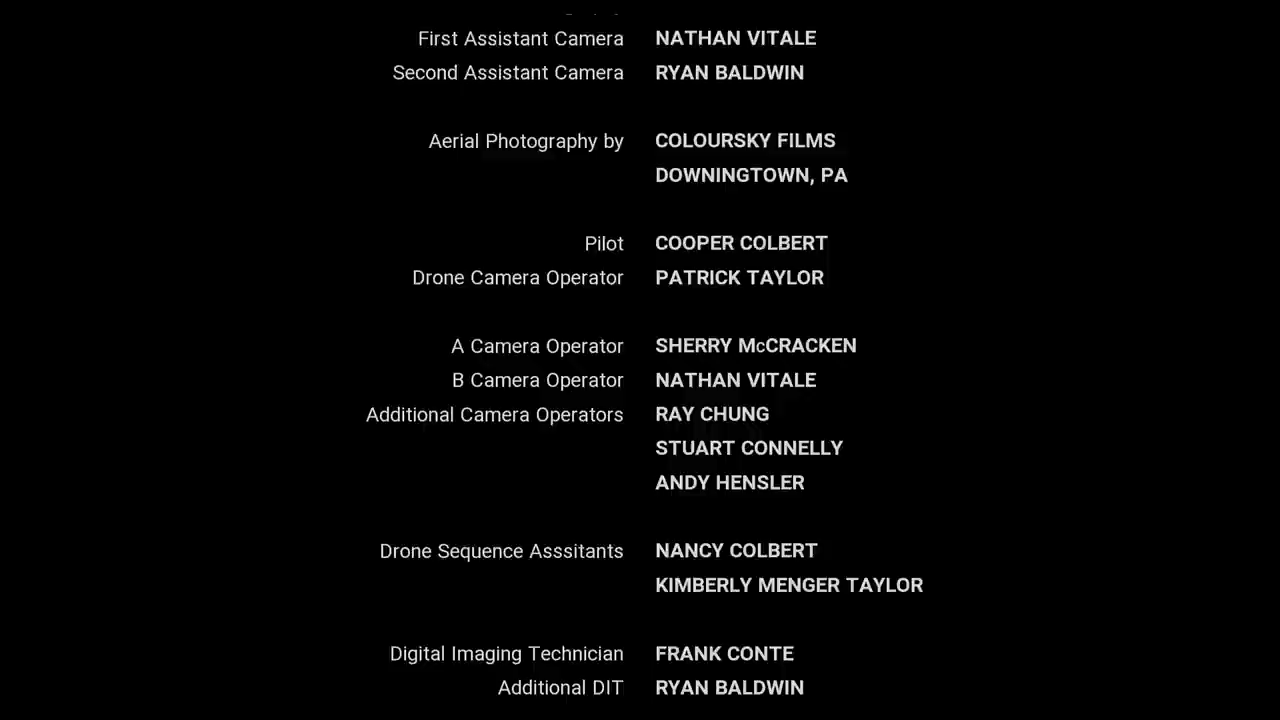 First Assistant Camera NATHAN VITALE
Second Assistant Camera RYAN BALDWIN
Aerial Photography by COLOURSKY FILMS
DOWNINGTOWN, PA
Pilot COOPER COLBERT
Drone Camera Operator PATRICK TAYLOR
A Camera Operator SHERRY McCRACKEN
B Camera Operator NATHAN VITALE
Additional Camera Operators RAY CHUNG
STUART CONNELLY
ANDY HENSLER
Drone Sequence Asssitants NANCY COLBERT
KIMBERLY MENGER TAYLOR
Digital Imaging Technician FRANK CONTE
Additional DIT RYAN BALDWIN